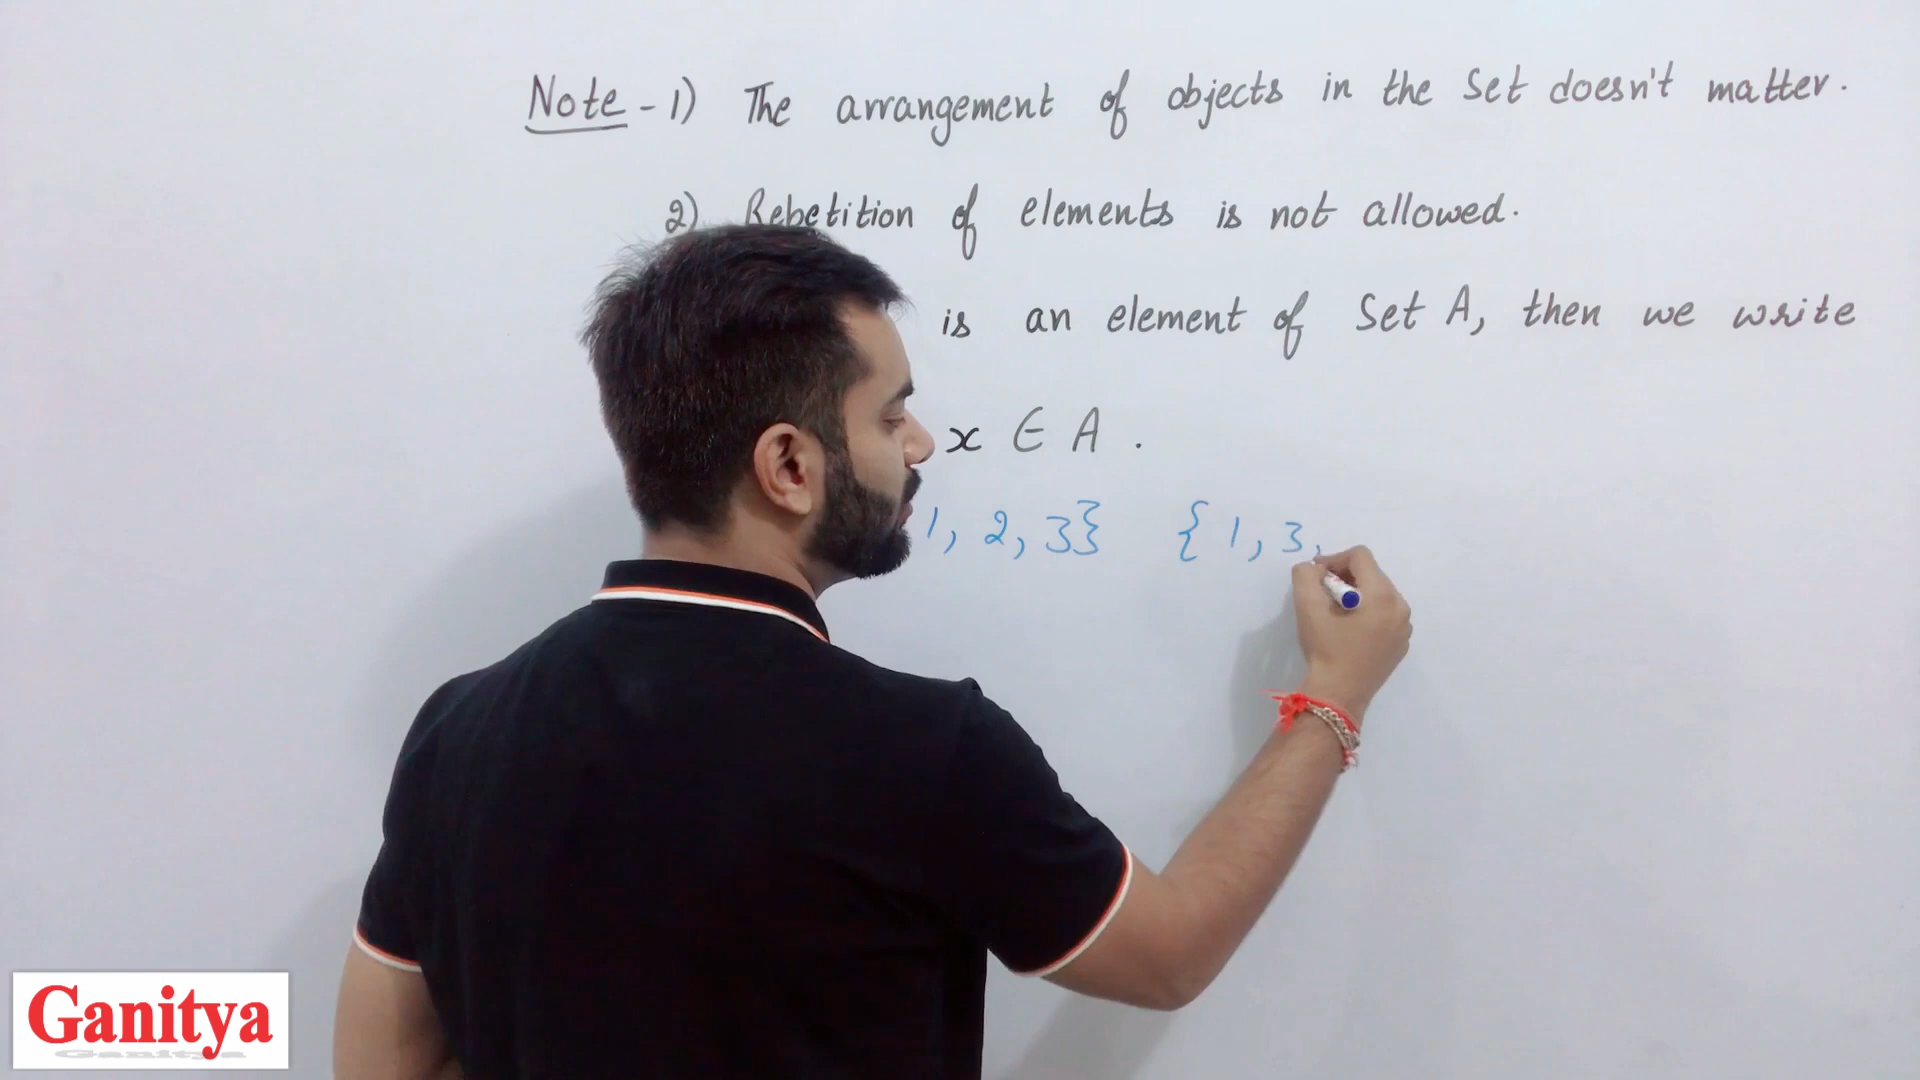 Note - 1) The arrangement of objects in the Set doesn't matter.
2) Repetition of elements is not allowed.
is an element of Set A, then we write
x ∈ A .
1, 2, 3} { 1, 3,
Ganitya